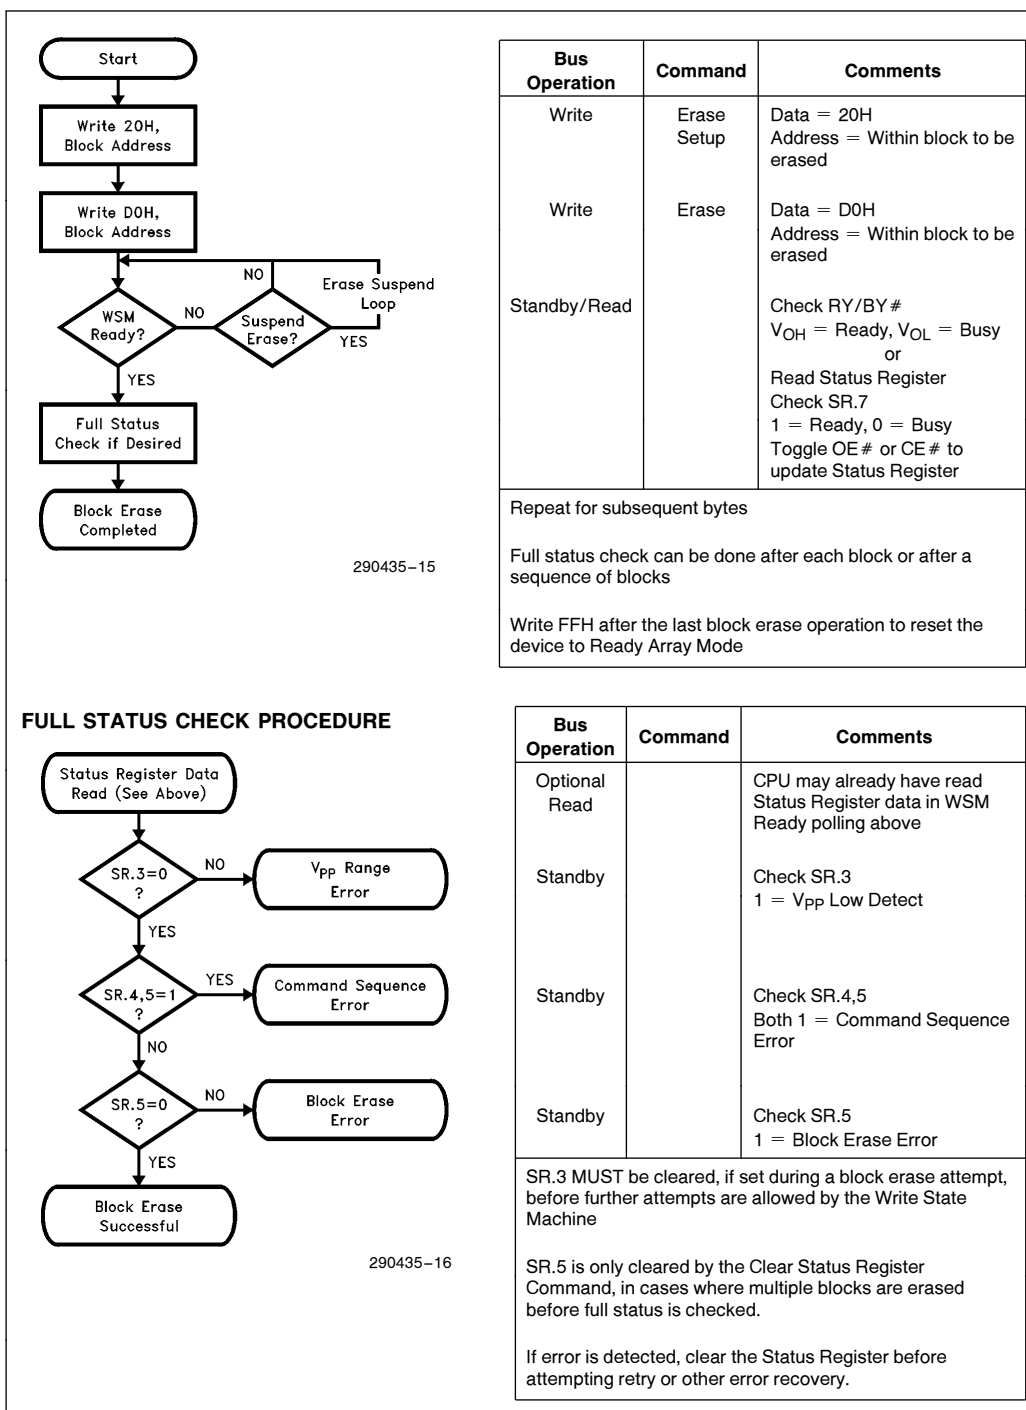 Start
Write 20H,
Block Address
Write D0H,
Block Address
NO
Erase Suspend
Loop
WSM
Ready?
NO
Suspend
Erase?
YES
YES
Full Status
Check if Desired
Block Erase
Completed
290435–15
Bus
Operation
Command
Comments
Write
Erase
Setup
Data = 20H
Address = Within block to be
erased
Write
Erase
Data = D0H
Address = Within block to be
erased
Standby/Read
Check RY/BY#
VOH = Ready, VOL = Busy
or
Read Status Register
Check SR.7
1 = Ready, 0 = Busy
Toggle OE# or CE# to
update Status Register
Repeat for subsequent bytes
Full status check can be done after each block or after a
sequence of blocks
Write FFH after the last block erase operation to reset the
device to Ready Array Mode
FULL STATUS CHECK PROCEDURE
Status Register Data
Read (See Above)
SR.3=0
?
NO
VPP Range
Error
YES
SR.4,5=1
?
YES
Command Sequence
Error
NO
SR.5=0
?
NO
Block Erase
Error
YES
Block Erase
Successful
290435–16
Bus
Operation
Command
Comments
Optional
Read
CPU may already have read
Status Register data in WSM
Ready polling above
Standby
Check SR.3
1 = VPP Low Detect
Standby
Check SR.4,5
Both 1 = Command Sequence
Error
Standby
Check SR.5
1 = Block Erase Error
SR.3 MUST be cleared, if set during a block erase attempt,
before further attempts are allowed by the Write State
Machine
SR.5 is only cleared by the Clear Status Register
Command, in cases where multiple blocks are erased
before full status is checked.
If error is detected, clear the Status Register before
attempting retry or other error recovery.